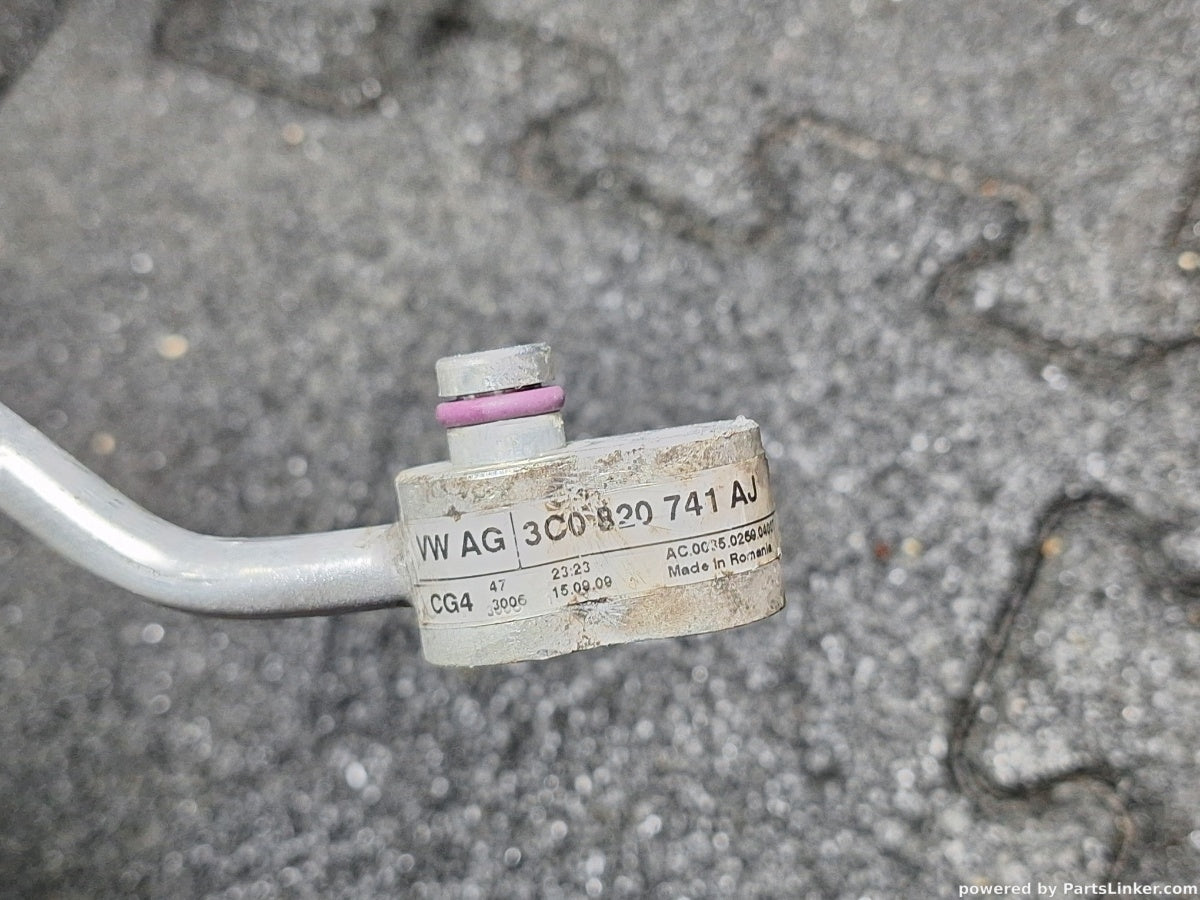 VW AG 3C0 820 741 AJ
CG4 47 23:23 AC.0035.0259.0400
3006 15.09.09 Made in Romania
powered by PartsLinker.com